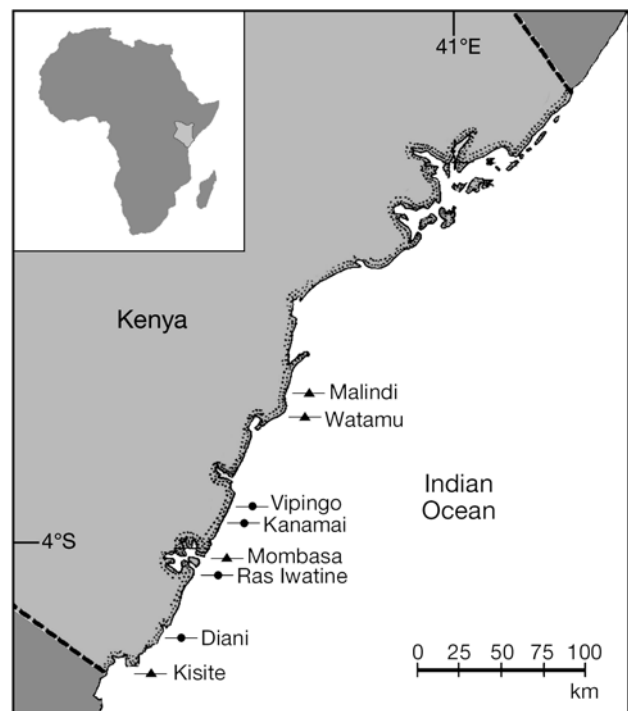 41°E
Kenya
Malindi
Watamu
Indian
Ocean
Vipingo
Kanamai
4°S
Mombasa
Ras Iwatine
Diani
Kisite
0 25 50 75 100
km